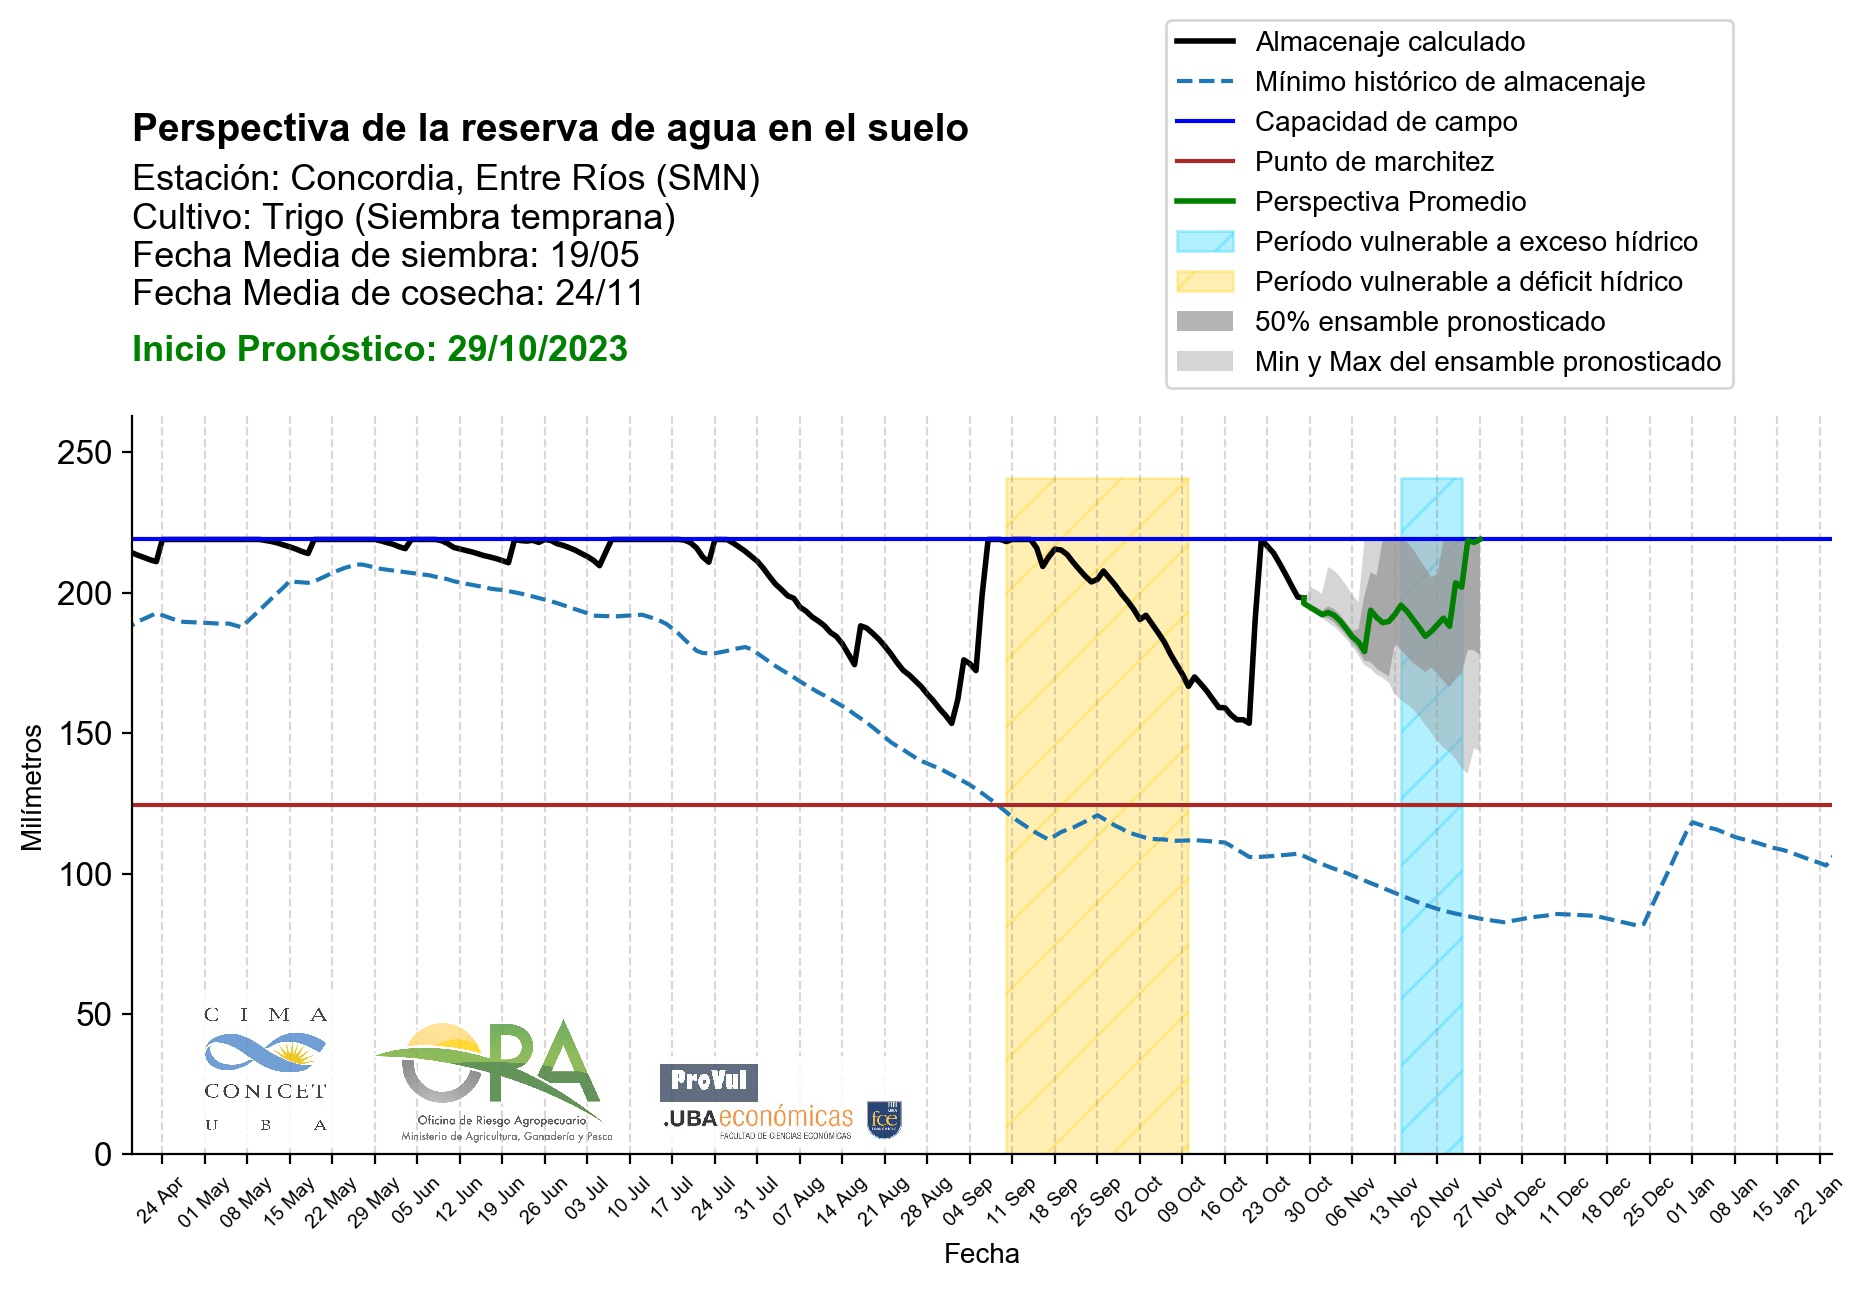 Almacenaje calculado
Mínimo histórico de almacenaje
Capacidad de campo
Punto de marchitez
Perspectiva Promedio
Período vulnerable a exceso hídrico
Período vulnerable a déficit hídrico
50% ensamble pronosticado
Min y Max del ensamble pronosticado
Perspectiva de la reserva de agua en el suelo
Estación: Concordia, Entre Ríos (SMN)
Cultivo: Trigo (Siembra temprana)
Fecha Media de siembra: 19/05
Fecha Media de cosecha: 24/11
Inicio Pronóstico: 29/10/2023
Milímetros
250
200
150
100
50
0
C I M A
CONICET
U B A
OPA
Oficina de Riesgo Agropecuario
Ministerio de Agricultura, Ganadería y Pesca
ProVul
.UBAeconómicas
FACULTAD DE CIENCIAS ECONÓMICAS
fce
24 Apr
01 May
08 May
15 May
22 May
29 May
05 Jun
12 Jun
19 Jun
26 Jun
03 Jul
10 Jul
17 Jul
24 Jul
31 Jul
07 Aug
14 Aug
21 Aug
28 Aug
04 Sep
11 Sep
18 Sep
25 Sep
02 Oct
09 Oct
16 Oct
23 Oct
30 Oct
06 Nov
13 Nov
20 Nov
27 Nov
04 Dec
11 Dec
18 Dec
25 Dec
01 Jan
08 Jan
15 Jan
22 Jan
Fecha